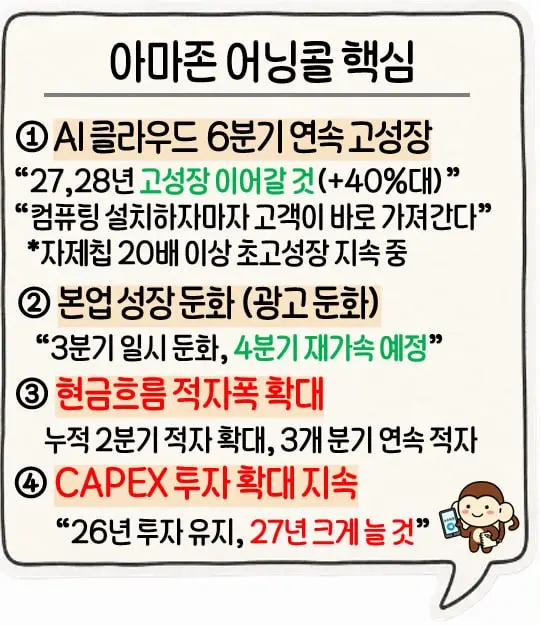 아마존 어닝콜 핵심
① AI 클라우드 6분기 연속 고성장
“27,28년 고성장 이어갈 것(+40%대)”
“컴퓨팅 설치하자마자 고객이 바로 가져간다”
*자제칩 20배 이상 초고성장 지속 중
② 본업 성장 둔화 (광고 둔화)
“3분기 일시 둔화, 4분기 재가속 예정”
③ 현금흐름 적자폭 확대
누적 2분기 적자 확대, 3개 분기 연속 적자
④ CAPEX 투자 확대 지속
“26년 투자 유지, 27년 크게 늘 것”